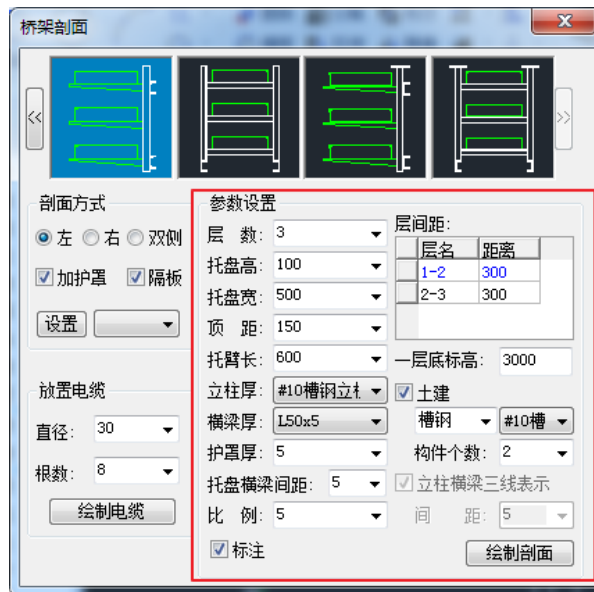 桥架剖面
<<
>>
剖面方式
左 右 双侧
加护罩 隔板
设置
放置电缆
直径: 30
根数: 8
绘制电缆
参数设置
层 数: 3
托盘高: 100
托盘宽: 500
顶 距: 150
托臂长: 600
立柱厚: #10槽钢立柱
横梁厚: L50x5
护罩厚: 5
托盘横梁间距: 5
比 例: 5
标注
层间距:
层名 距离
1-2 300
2-3 300
一层底标高: 3000
土建
槽钢 #10槽
构件个数: 2
立柱横梁三线表示
间 距: 5
绘制剖面